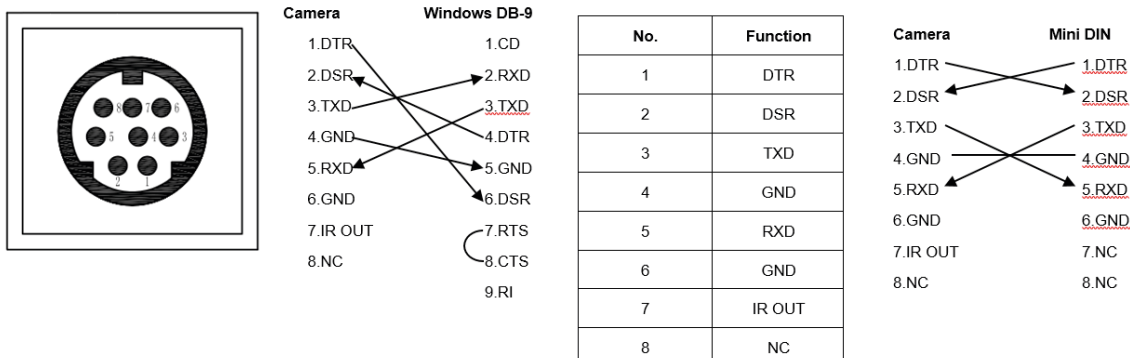 8 7 6
5 4 3
2 1
Camera Windows DB-9
1.DTR 1.CD
2.DSR 2.RXD
3.TXD 3.TXD
4.GND 4.DTR
5.RXD 5.GND
6.GND 6.DSR
7.IR OUT 7.RTS
8.NC 8.CTS
9.RI
No. Function
1 DTR
2 DSR
3 TXD
4 GND
5 RXD
6 GND
7 IR OUT
8 NC
Camera Mini DIN
1.DTR 1.DTR
2.DSR 2.DSR
3.TXD 3.TXD
4.GND 4.GND
5.RXD 5.RXD
6.GND 6.GND
7.IR OUT 7.NC
8.NC 8.NC